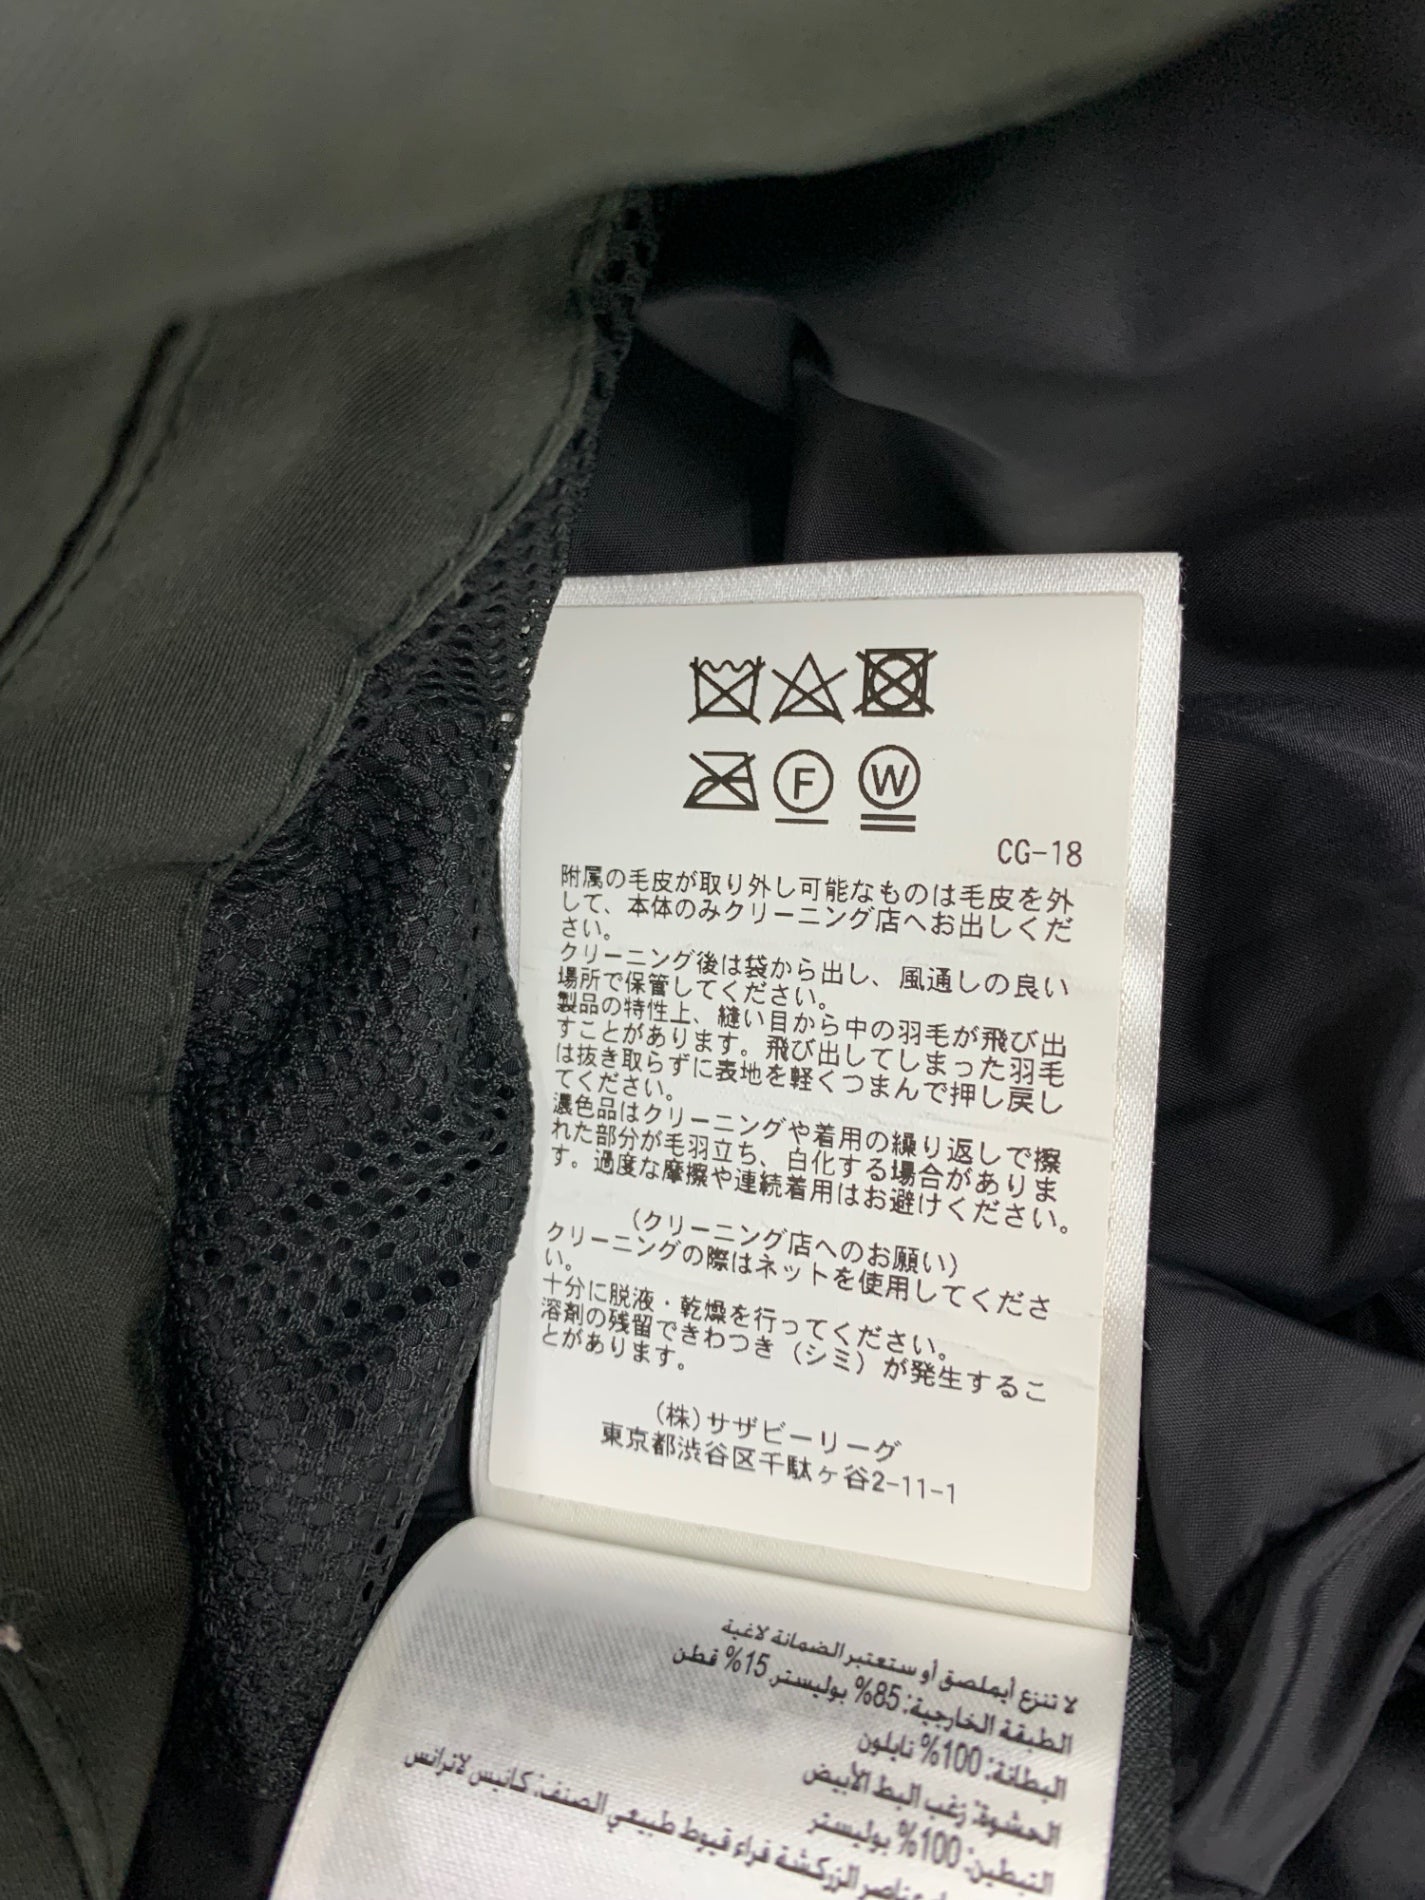 F
W
CG-18
附属の毛皮が取り外し可能なものは毛皮を外
して、本体のみクリーニング店へお出しくだ
さい。
クリーニング後は袋から出し、風通しの良い
場所で保管してください。
製品の特性上、縫い目から中の羽毛が飛び出
すことがあります。飛び出してしまった羽毛
は抜き取らずに表地を軽くつまんで押し戻し
てください。
濃色品はクリーニングや着用の繰り返しで擦
れた部分が毛羽立ち、白化する場合がありま
す。過度な摩擦や連続着用はお避けください。
(クリーニング店へのお願い)
クリーニングの際はネットを使用してくださ
い。
十分に脱液・乾燥を行ってください。
溶剤の残留できわつき(シミ)が発生するこ
とがあります。
(株)サザビーリーグ
東京都渋谷区千駄ヶ谷2-11-1
لا تنزع أي ملصق أو ستعتبر الضمانة لاغية
الطبقة الخارجية: 85% بوليستر 15% قطن
البطانة: 100% نايلون
الحشوة: زغب البط الأبيض
التبطين: 100% بوليستر
عناصر الزركشة فراء قيوط طبيعي الصنف: كانيس لاترانس